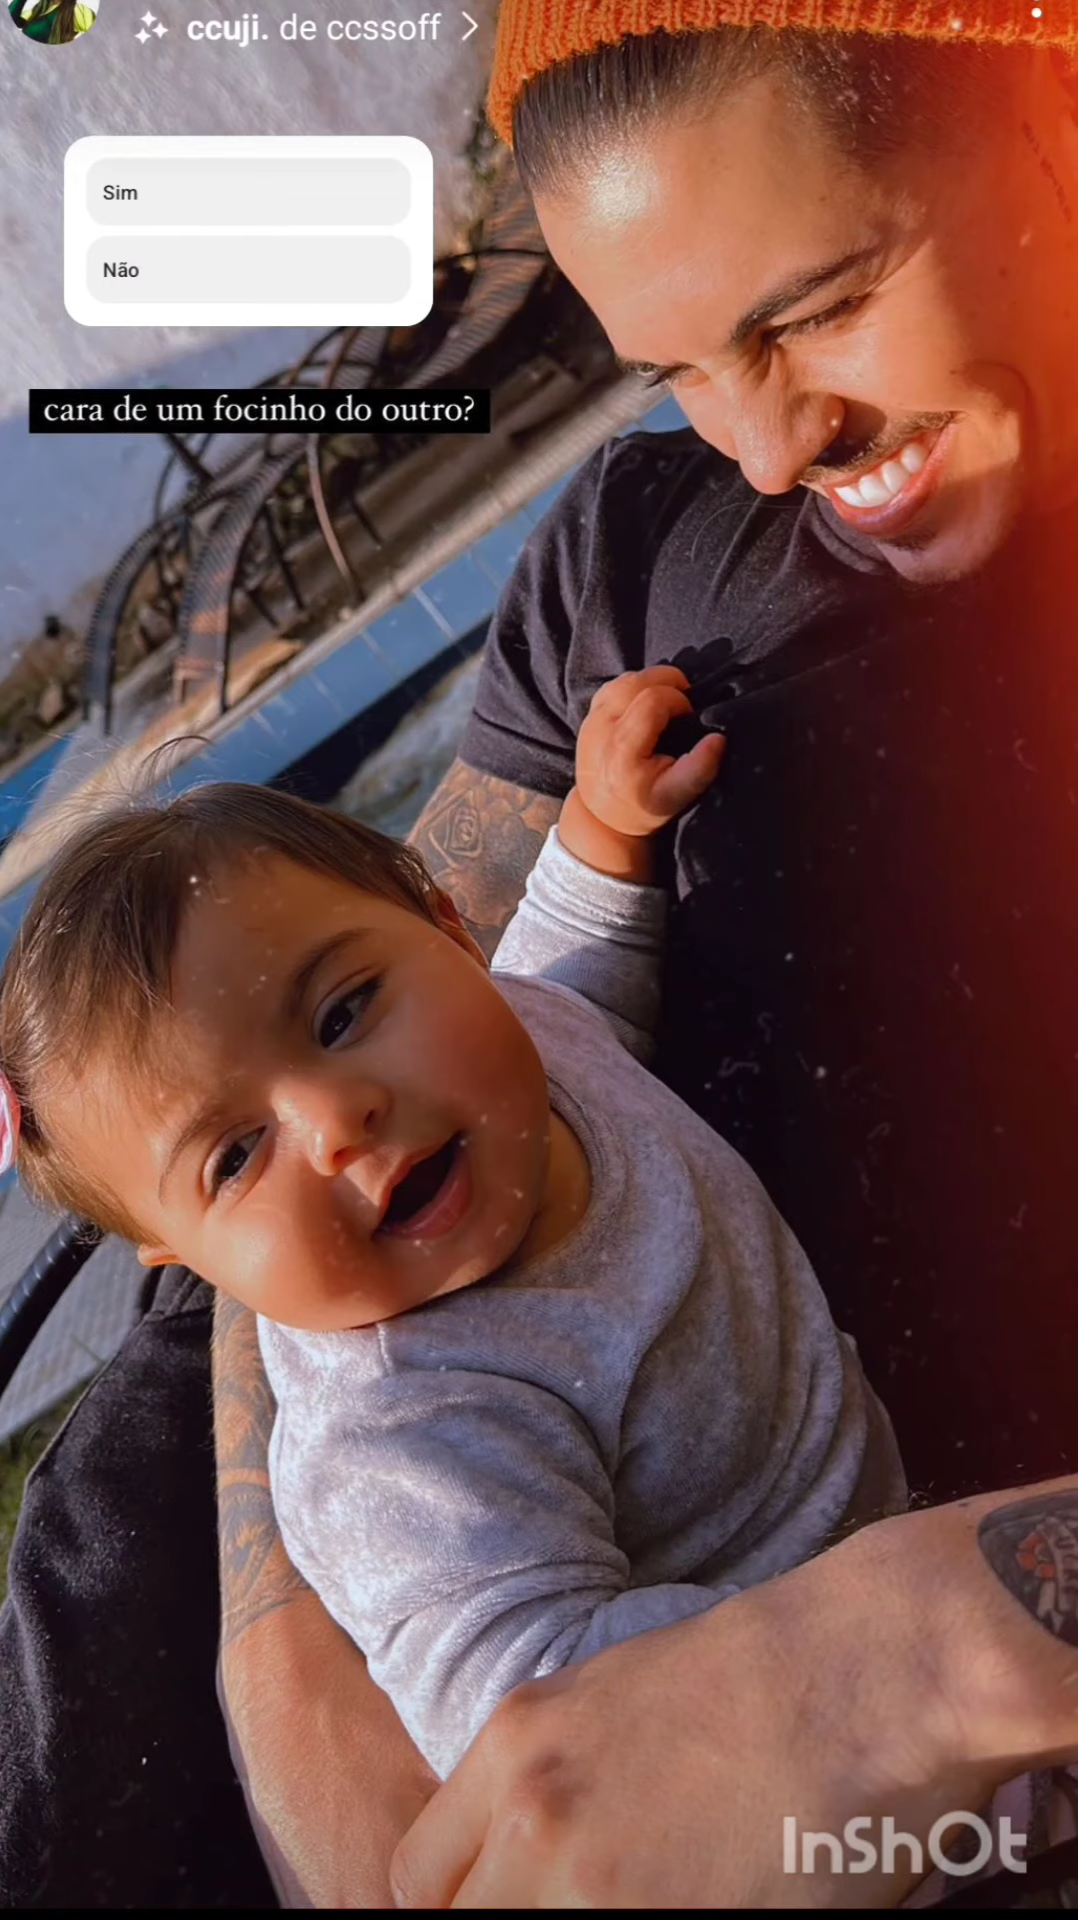 ccuji. de ccssoff
Sim
Não
cara de um focinho do outro?
InShOt